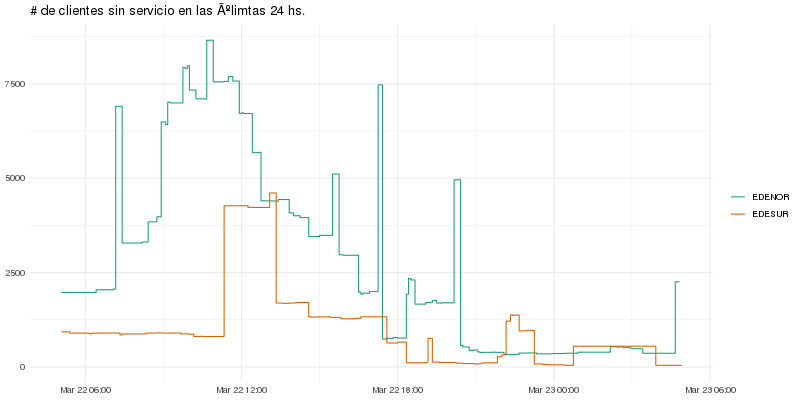 # de clientes sin servicio en las Ãºlimtas 24 hs.
7500
5000
2500
0
Mar 22 06:00
Mar 22 12:00
Mar 22 18:00
Mar 23 00:00
Mar 23 06:00
EDENOR
EDESUR